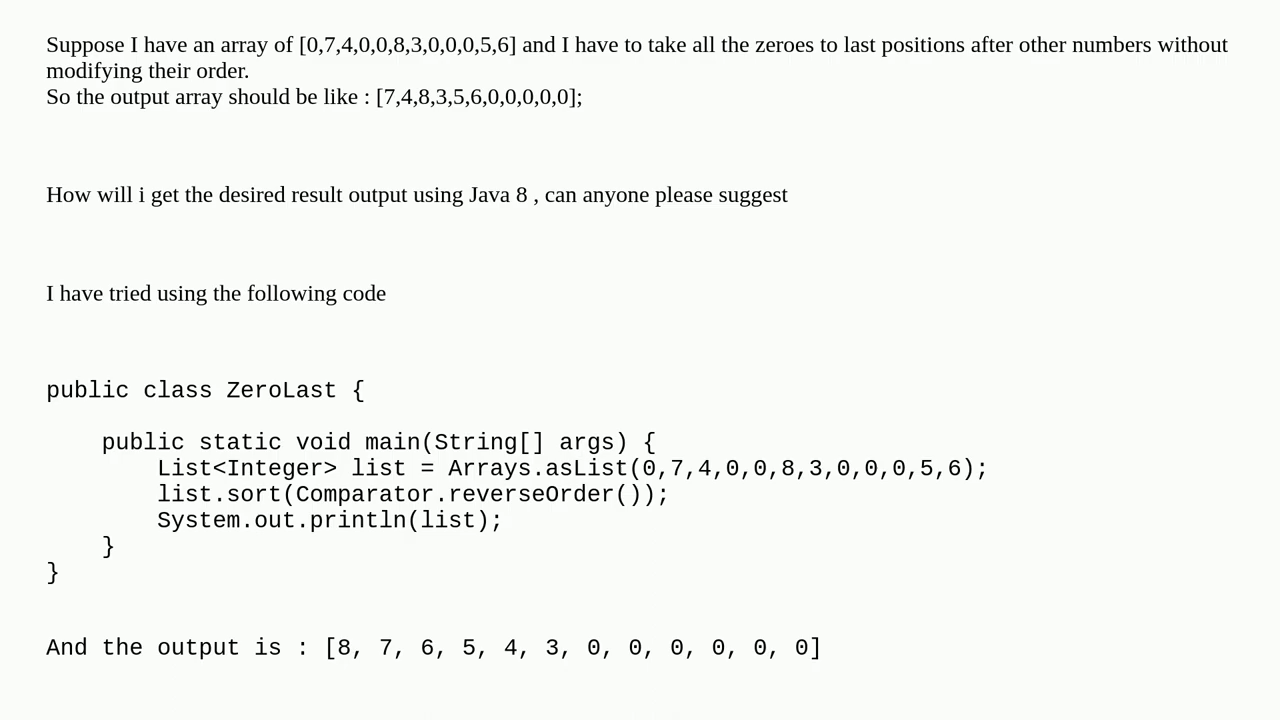 Suppose I have an array of [0,7,4,0,0,8,3,0,0,0,5,6] and I have to take all the zeroes to last positions after other numbers without
modifying their order.
So the output array should be like : [7,4,8,3,5,6,0,0,0,0,0];
How will i get the desired result output using Java 8 , can anyone please suggest
I have tried using the following code
public class ZeroLast {
    public static void main(String[] args) {
        List<Integer> list = Arrays.asList(0,7,4,0,0,8,3,0,0,0,5,6);
        list.sort(Comparator.reverseOrder());
        System.out.println(list);
    }
}
And the output is : [8, 7, 6, 5, 4, 3, 0, 0, 0, 0, 0, 0]